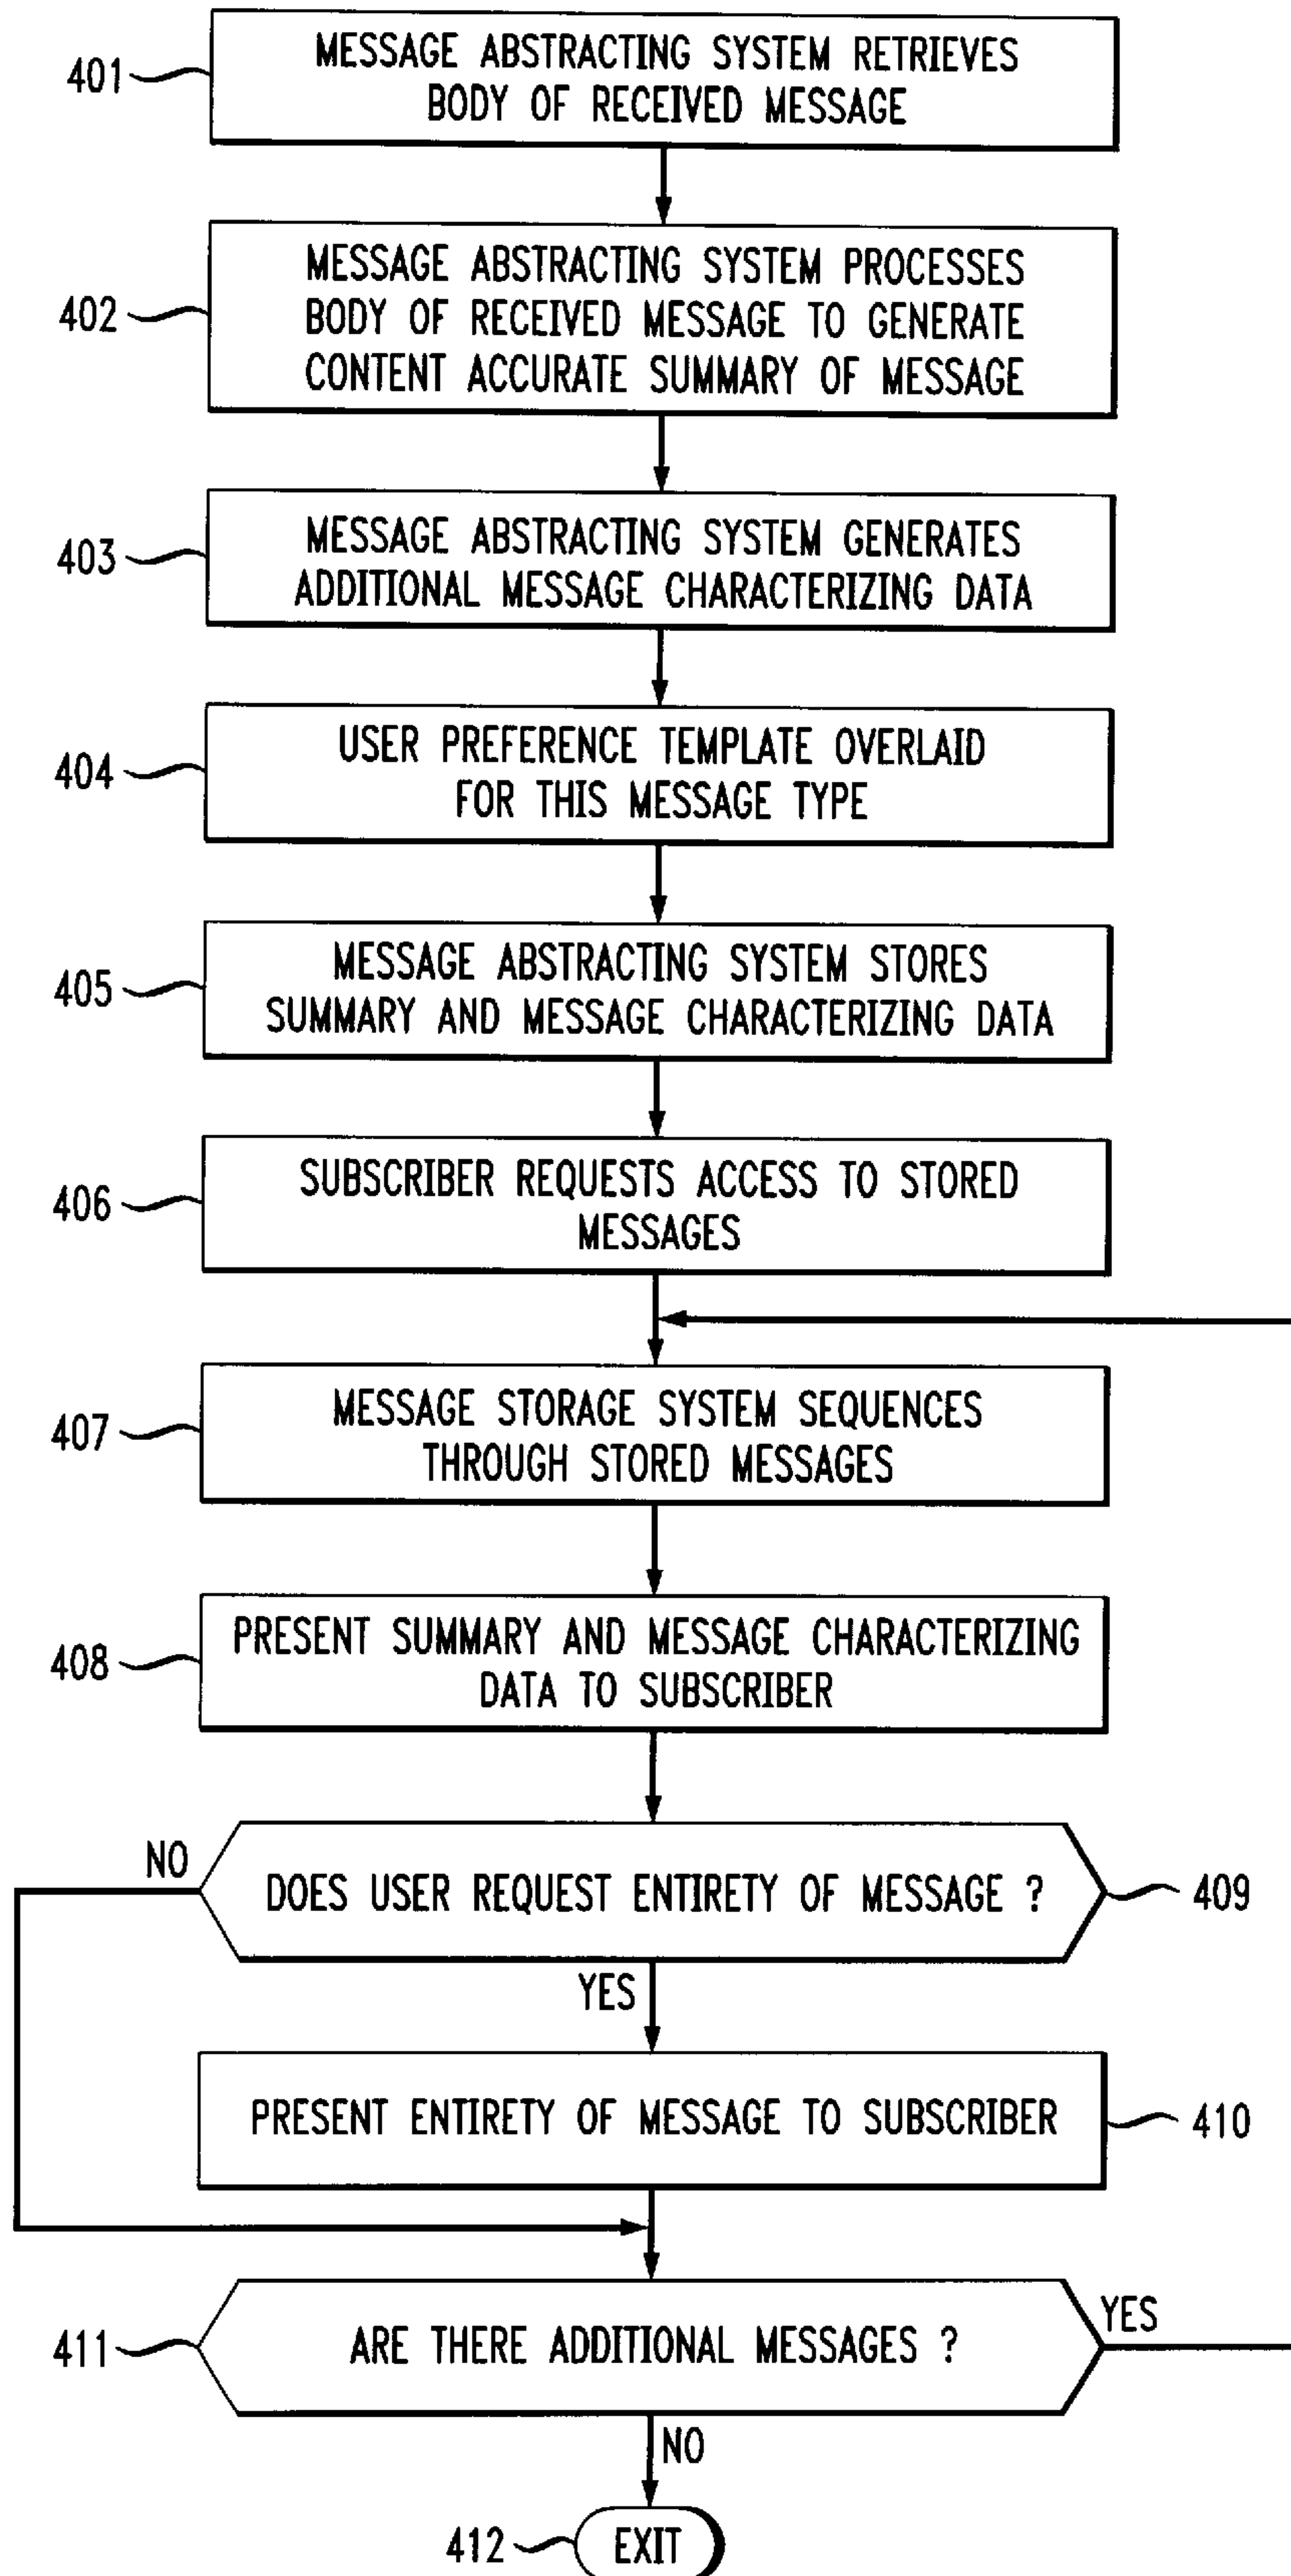 401
MESSAGE ABSTRACTING SYSTEM RETRIEVES
BODY OF RECEIVED MESSAGE
402
MESSAGE ABSTRACTING SYSTEM PROCESSES
BODY OF RECEIVED MESSAGE TO GENERATE
CONTENT ACCURATE SUMMARY OF MESSAGE
403
MESSAGE ABSTRACTING SYSTEM GENERATES
ADDITIONAL MESSAGE CHARACTERIZING DATA
404
USER PREFERENCE TEMPLATE OVERLAID
FOR THIS MESSAGE TYPE
405
MESSAGE ABSTRACTING SYSTEM STORES
SUMMARY AND MESSAGE CHARACTERIZING DATA
406
SUBSCRIBER REQUESTS ACCESS TO STORED
MESSAGES
407
MESSAGE STORAGE SYSTEM SEQUENCES
THROUGH STORED MESSAGES
408
PRESENT SUMMARY AND MESSAGE CHARACTERIZING
DATA TO SUBSCRIBER
NO
DOES USER REQUEST ENTIRETY OF MESSAGE ?
409
YES
PRESENT ENTIRETY OF MESSAGE TO SUBSCRIBER
410
411
ARE THERE ADDITIONAL MESSAGES ?
YES
NO
412
EXIT